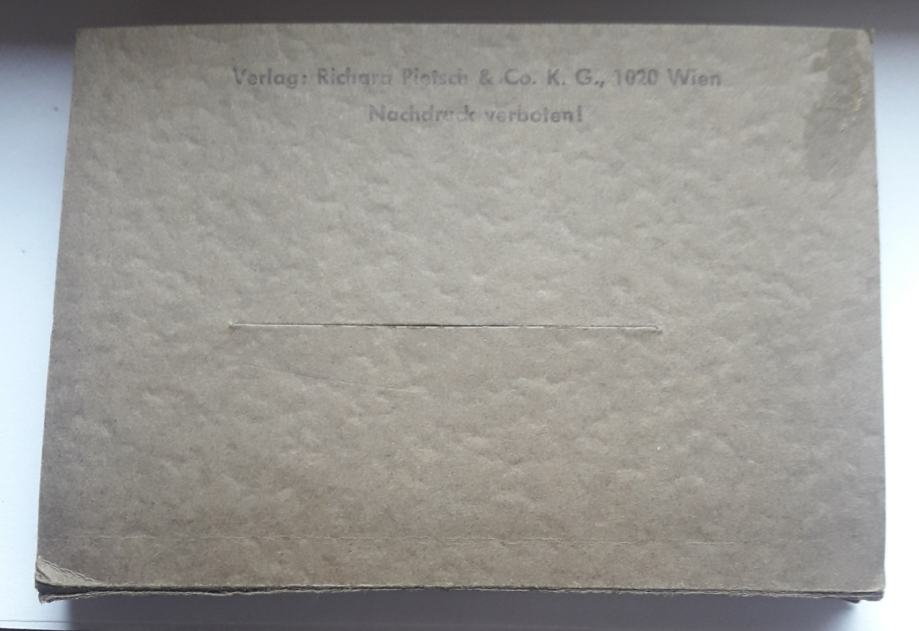 Verlag: Richard Pietsch & Co. K. G., 1020 Wien
Nachdruck verboten!